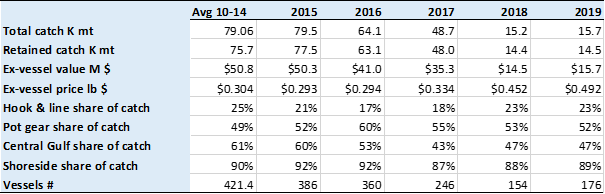 Avg 10-14 2015 2016 2017 2018 2019
Total catch K mt 79.06 79.5 64.1 48.7 15.2 15.7
Retained catch K mt 75.7 77.5 63.1 48.0 14.4 14.5
Ex-vessel value M $ $50.8 $50.3 $41.0 $35.3 $14.5 $15.7
Ex-vessel price lb $ $0.304 $0.293 $0.294 $0.334 $0.452 $0.492
Hook & line share of catch 25% 21% 17% 18% 23% 23%
Pot gear share of catch 49% 52% 60% 55% 53% 52%
Central Gulf share of catch 61% 60% 53% 43% 47% 47%
Shoreside share of catch 90% 92% 92% 87% 88% 89%
Vessels # 421.4 386 360 246 154 176